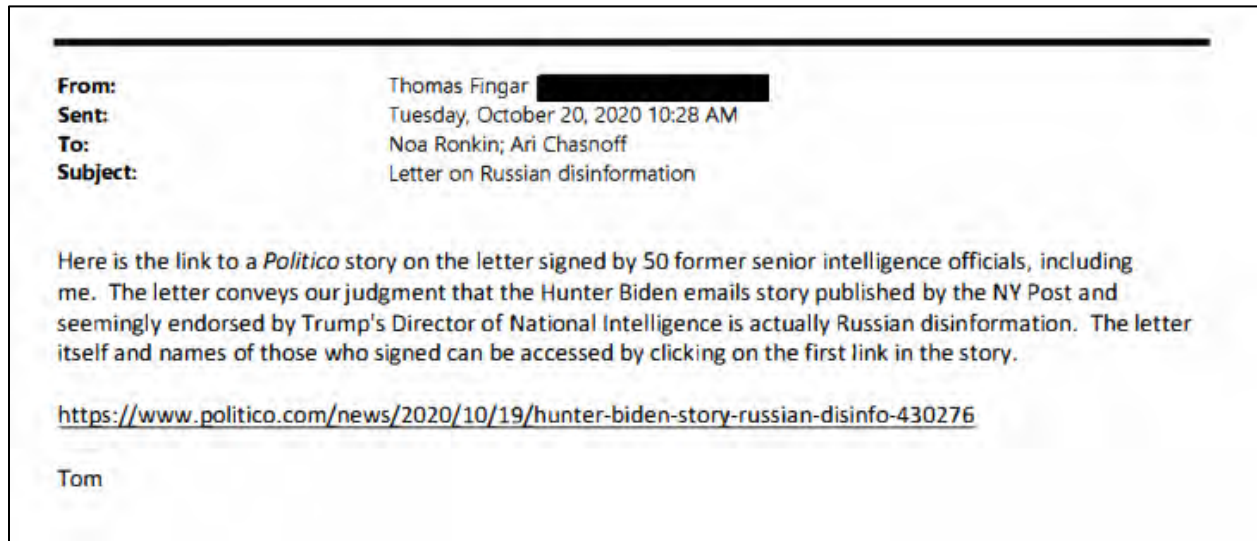 From: Thomas Fingar
Sent: Tuesday, October 20, 2020 10:28 AM
To: Noa Ronkin; Ari Chasnoff
Subject: Letter on Russian disinformation
Here is the link to a Politico story on the letter signed by 50 former senior intelligence officials, including
me. The letter conveys our judgment that the Hunter Biden emails story published by the NY Post and
seemingly endorsed by Trump's Director of National Intelligence is actually Russian disinformation. The letter
itself and names of those who signed can be accessed by clicking on the first link in the story.
https://www.politico.com/news/2020/10/19/hunter-biden-story-russian-disinfo-430276
Tom